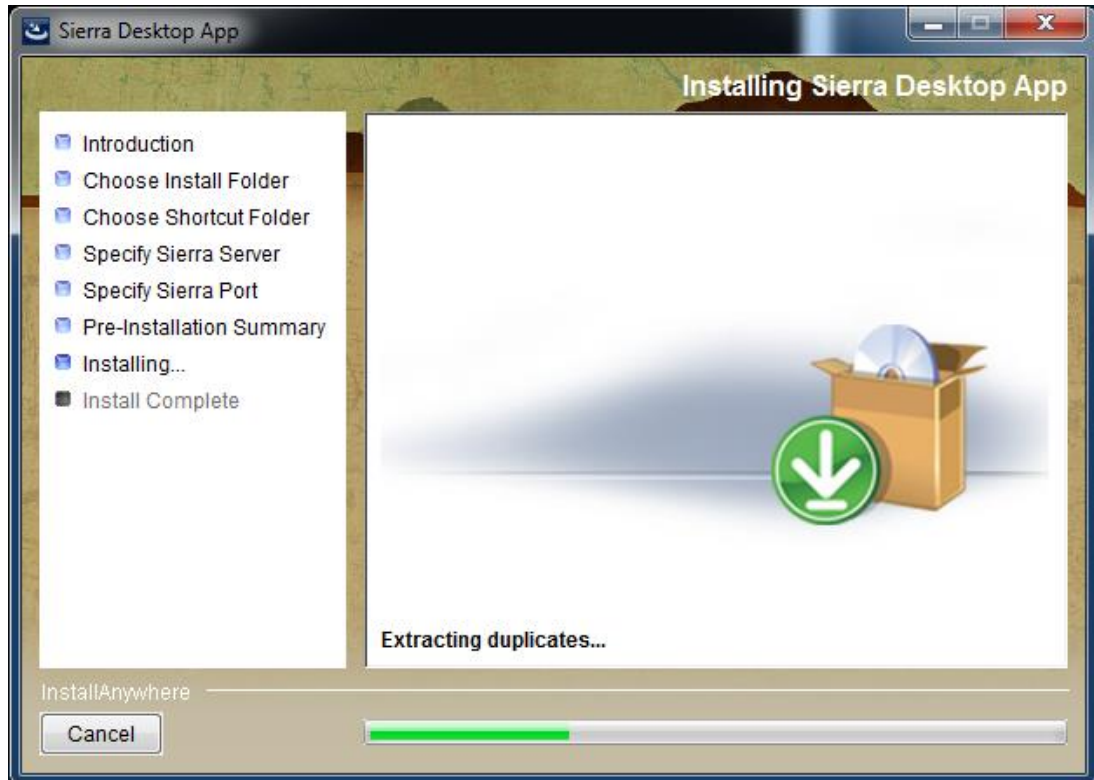 Sierra Desktop App
Installing Sierra Desktop App
Introduction
Choose Install Folder
Choose Shortcut Folder
Specify Sierra Server
Specify Sierra Port
Pre-Installation Summary
Installing...
Install Complete
Extracting duplicates...
InstallAnywhere
Cancel